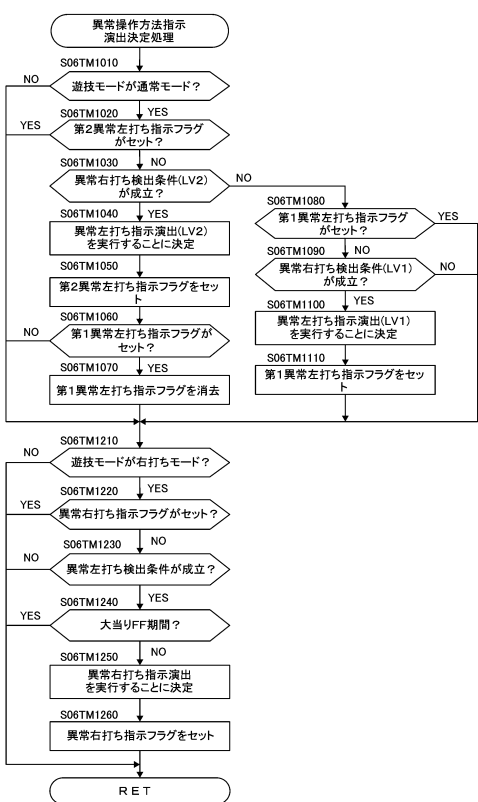 異常操作方法指示
演出決定処理
S06TM1010
NO
遊技モードが通常モード？
YES
S06TM1020
YES
第2異常左打ち指示フラグ
がセット？
NO
S06TM1030
異常右打ち検出条件(LV2)
が成立？
NO
YES
S06TM1040
異常左打ち指示演出(LV2)
を実行することに決定
S06TM1050
第2異常左打ち指示フラグをセッ
ト
S06TM1060
NO
第1異常左打ち指示フラグが
セット？
YES
S06TM1070
第1異常左打ち指示フラグを消去
S06TM1080
第1異常左打ち指示フラグ
がセット？
YES
NO
S06TM1090
異常右打ち検出条件(LV1)
が成立？
NO
YES
S06TM1100
異常左打ち指示演出(LV1)
を実行することに決定
S06TM1110
第1異常左打ち指示フラグをセッ
ト
S06TM1210
NO
遊技モードが右打ちモード？
YES
S06TM1220
YES
異常右打ち指示フラグがセット？
NO
S06TM1230
NO
異常左打ち検出条件が成立？
YES
S06TM1240
YES
大当りFF期間？
NO
S06TM1250
異常右打ち指示演出
を実行することに決定
S06TM1260
異常右打ち指示フラグをセット
RET